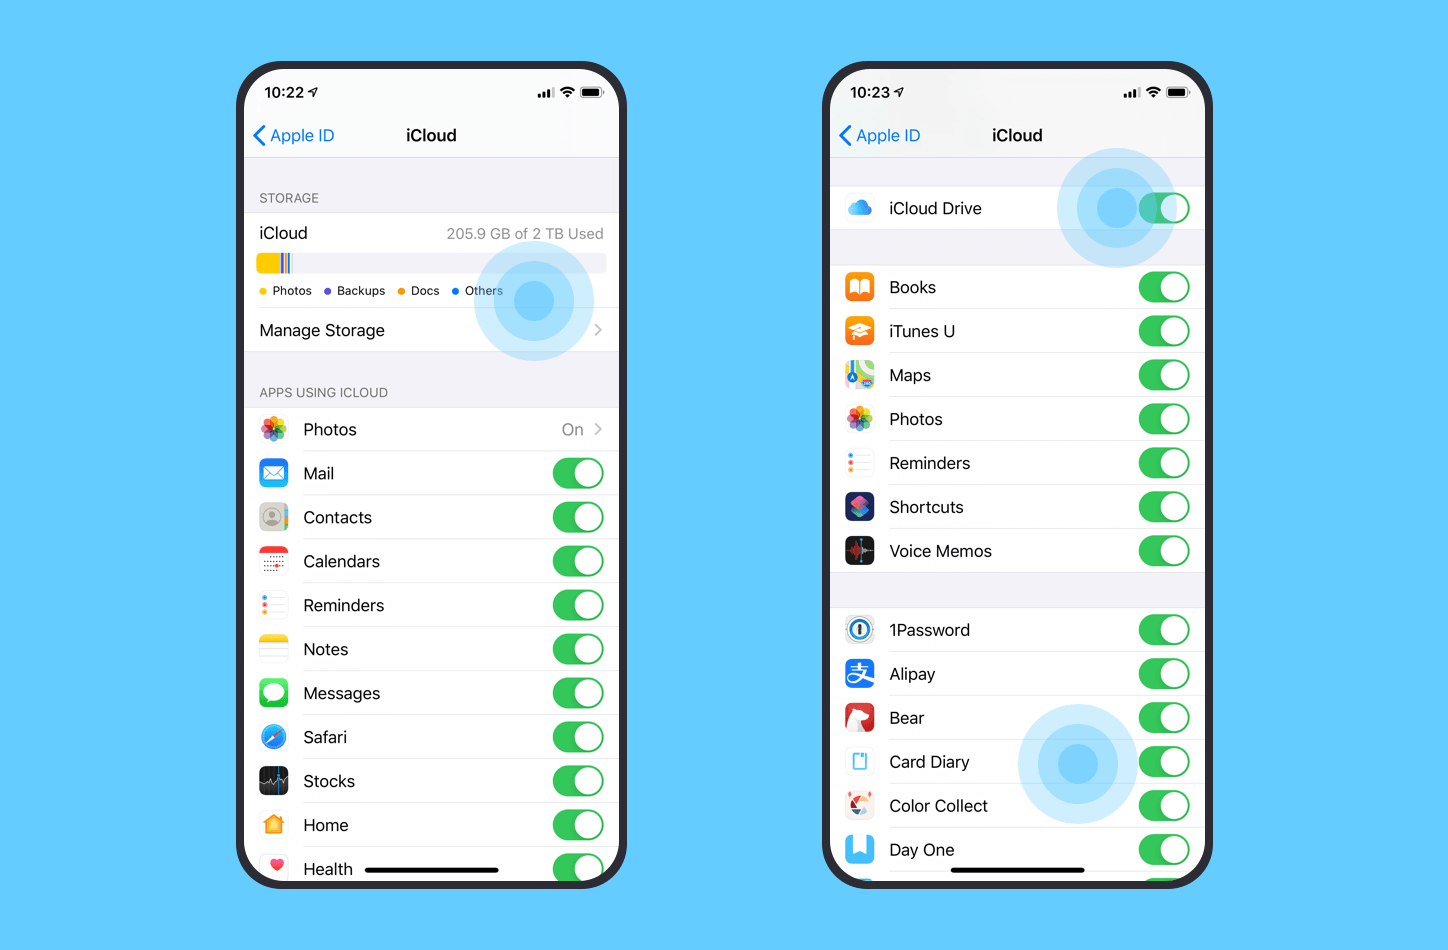 10:22
Apple ID
iCloud
STORAGE
iCloud
205.9 GB of 2 TB Used
Photos
Backups
Docs
Others
Manage Storage
APPS USING ICLOUD
Photos
On
Mail
Contacts
Calendars
Reminders
Notes
Messages
Safari
Stocks
Home
Health
10:23
Apple ID
iCloud
iCloud Drive
Books
iTunes U
Maps
Photos
Reminders
Shortcuts
Voice Memos
1Password
支
Alipay
Bear
Card Diary
Color Collect
Day One